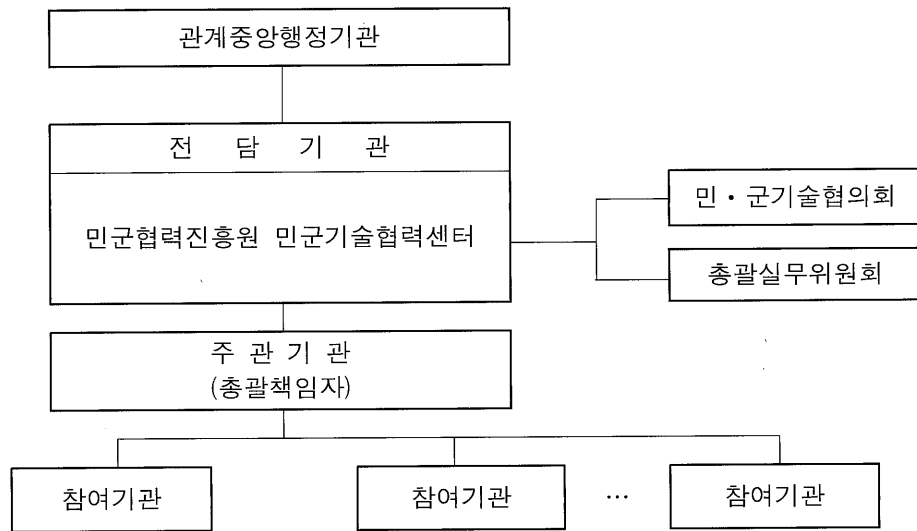 관계중앙행정기관
전 담 기 관
민군협력진흥원 민군기술협력센터
민·군기술협의회
총괄실무위원회
주 관 기 관
(총괄책임자)
참여기관 참여기관 … 참여기관